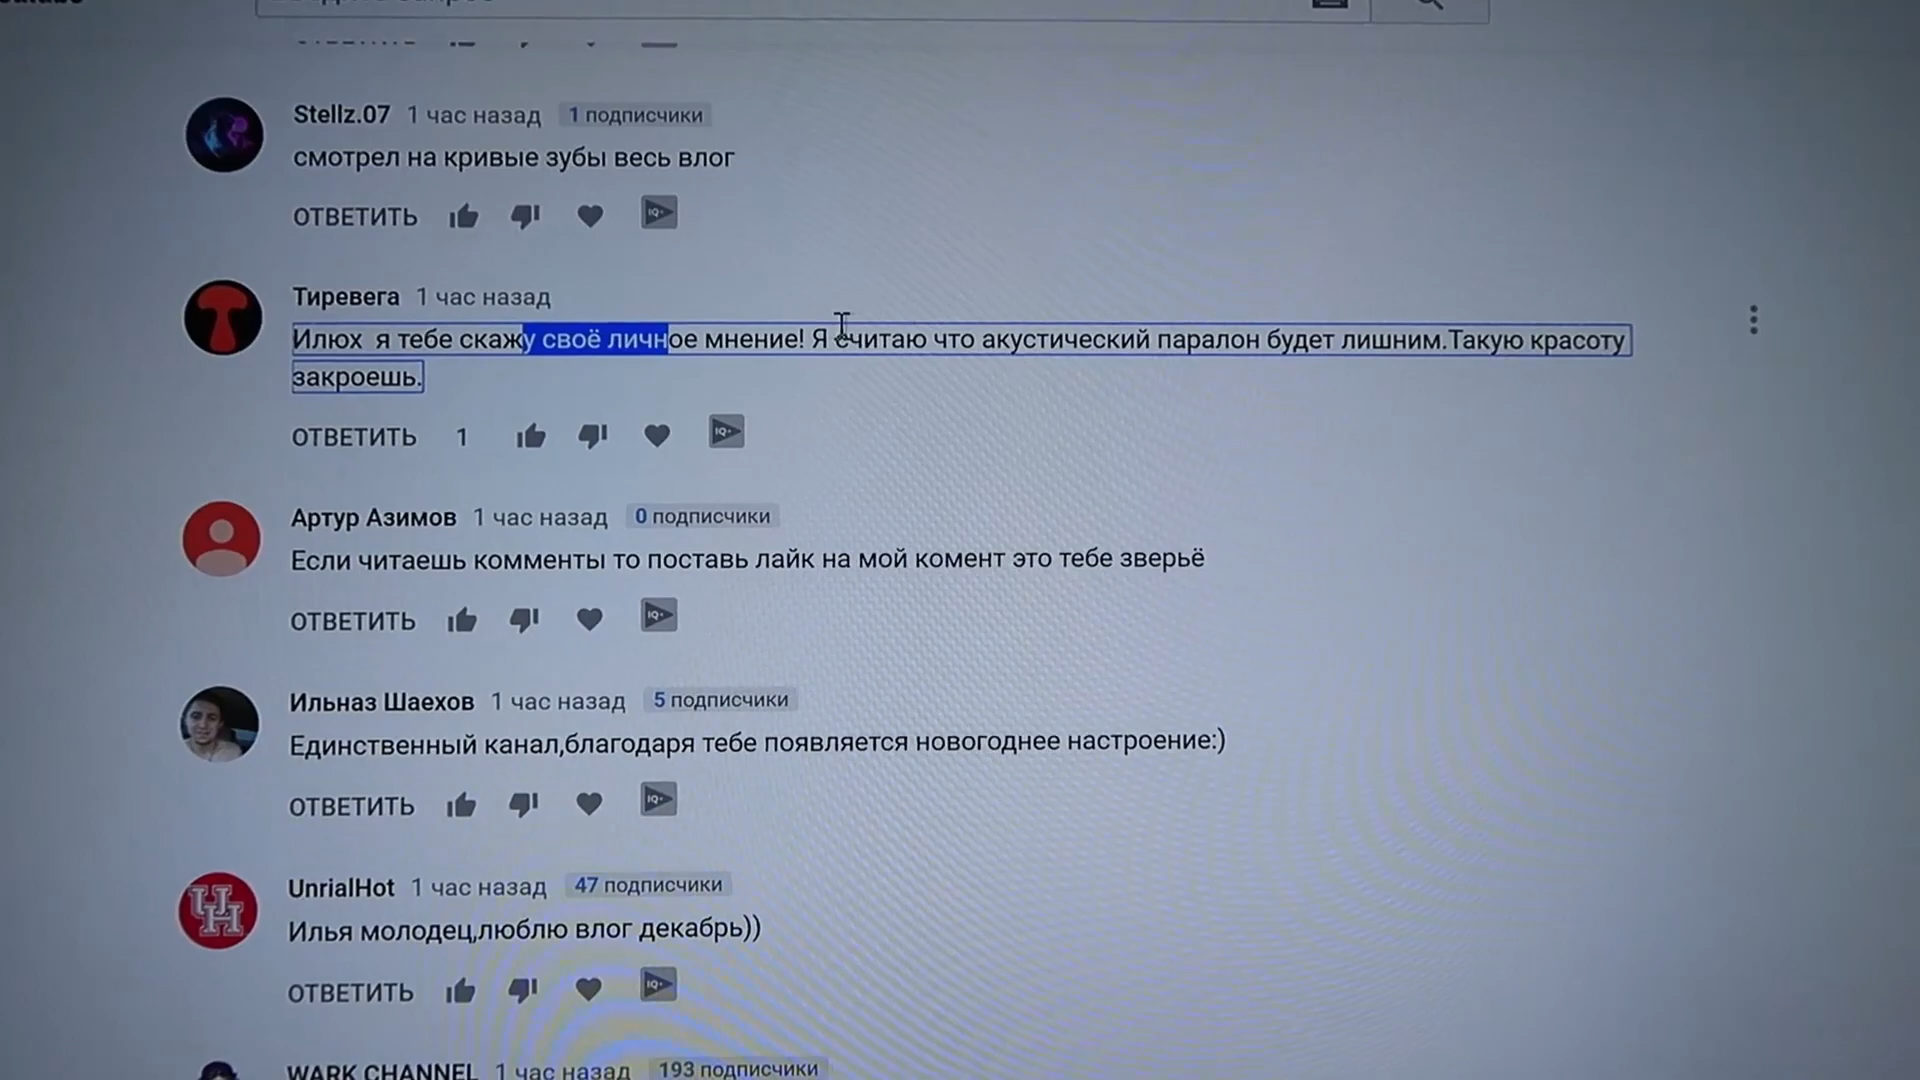 Stellz.07 1 час назад 1 подписчики
смотрел на кривые зубы весь влог
ОТВЕТИТЬ
Тиревега 1 час назад
Илюх я тебе скажу своё личное мнение! Я считаю что акустический паралон будет лишним.Такую красоту
закроешь.
ОТВЕТИТЬ 1
Артур Азимов 1 час назад 0 подписчики
Если читаешь комменты то поставь лайк на мой комент это тебе зверьё
ОТВЕТИТЬ
Ильназ Шаехов 1 час назад 5 подписчики
Единственный канал,благодаря тебе появляется новогоднее настроение:)
ОТВЕТИТЬ
UnrialHot 1 час назад 47 подписчики
Илья молодец,люблю влог декабрь))
ОТВЕТИТЬ
WARK CHANNEL 1 час назад 193 подписчики